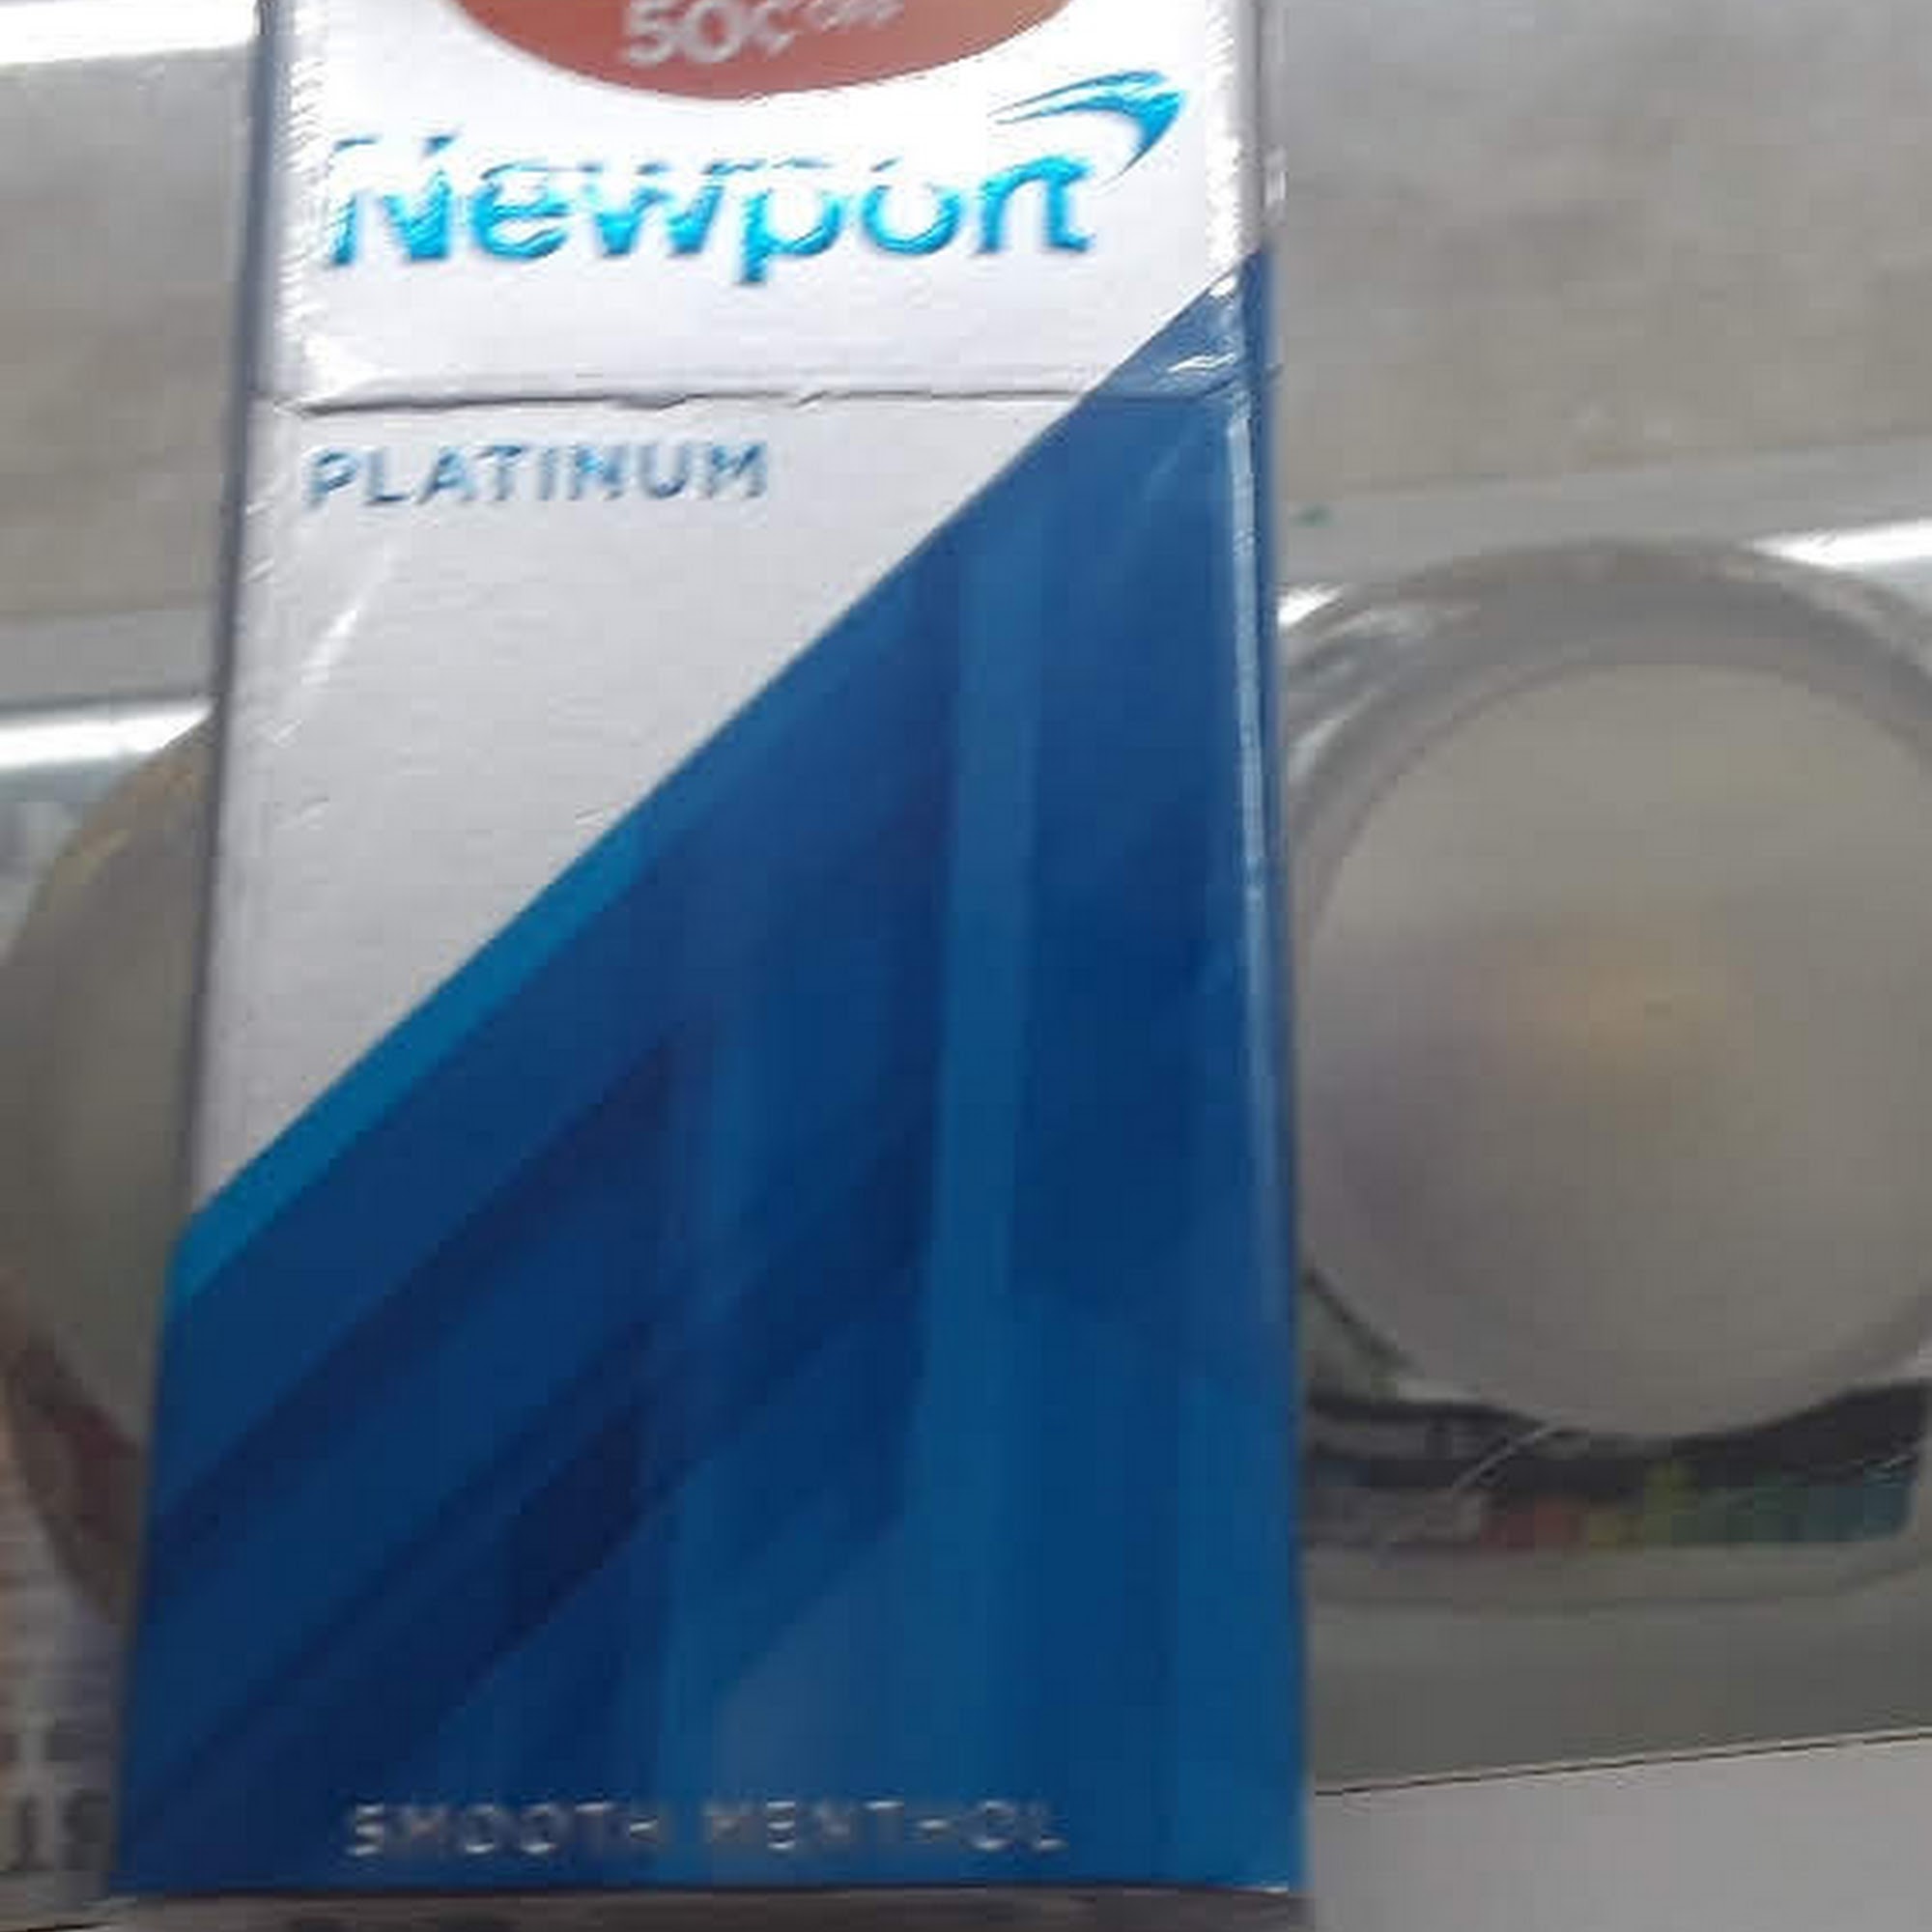 50¢
Newport
PLATINUM
SMOOTH MENTHOL